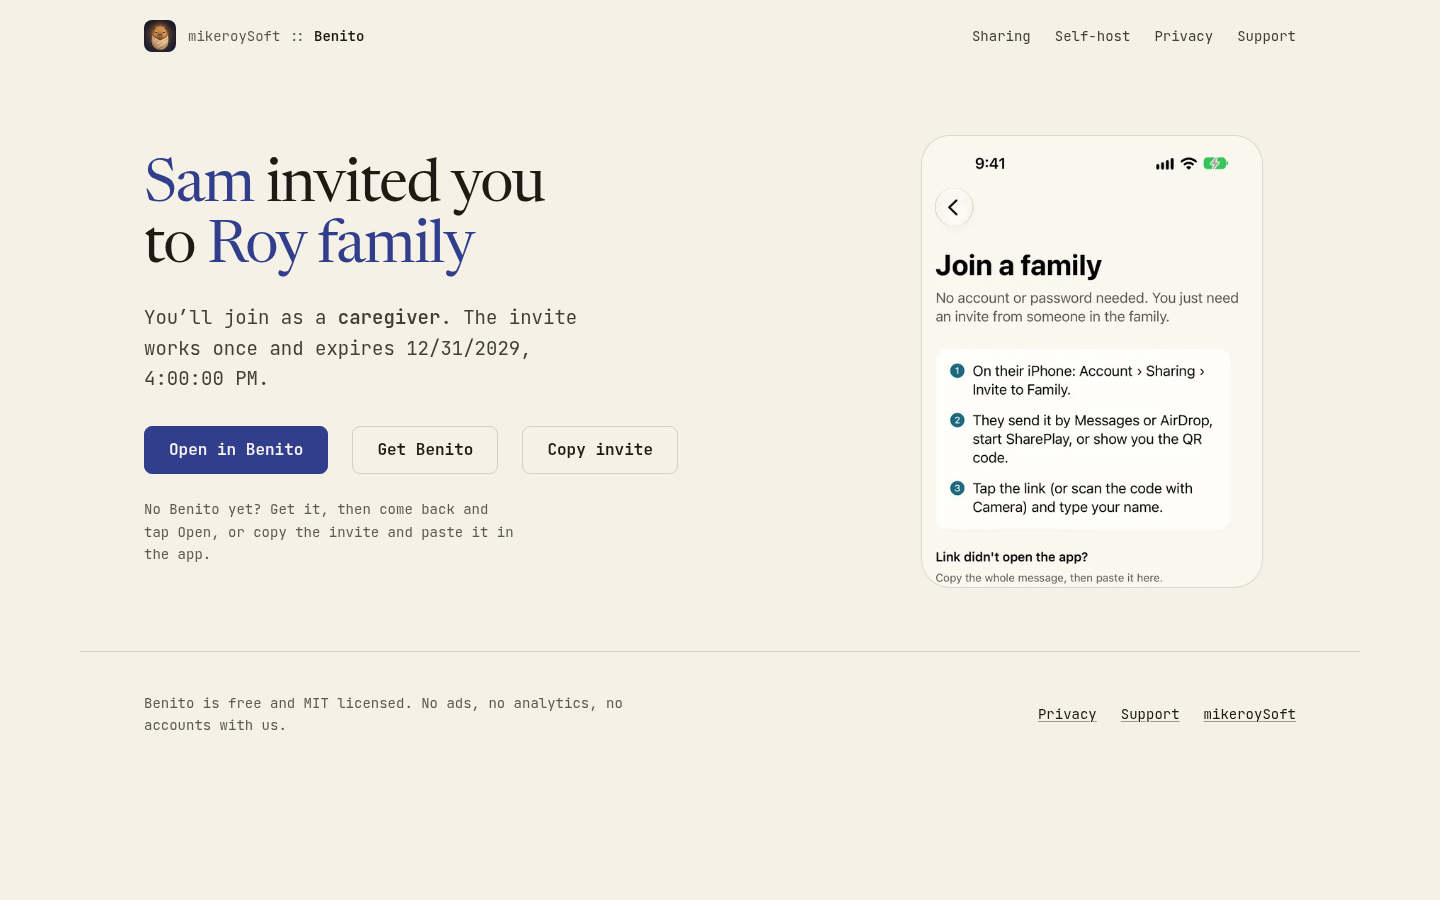 mikeroySoft :: Benito
Sharing Self-host Privacy Support
Sam invited you
to Roy family
You’ll join as a caregiver. The invite
works once and expires 12/31/2029,
4:00:00 PM.
Open in Benito
Get Benito
Copy invite
No Benito yet? Get it, then come back and
tap Open, or copy the invite and paste it in
the app.
9:41
Join a family
No account or password needed. You just need
an invite from someone in the family.
1 On their iPhone: Account › Sharing ›
Invite to Family.
2 They send it by Messages or AirDrop,
start SharePlay, or show you the QR
code.
3 Tap the link (or scan the code with
Camera) and type your name.
Link didn't open the app?
Copy the whole message, then paste it here.
Benito is free and MIT licensed. No ads, no analytics, no
accounts with us.
Privacy Support mikeroySoft